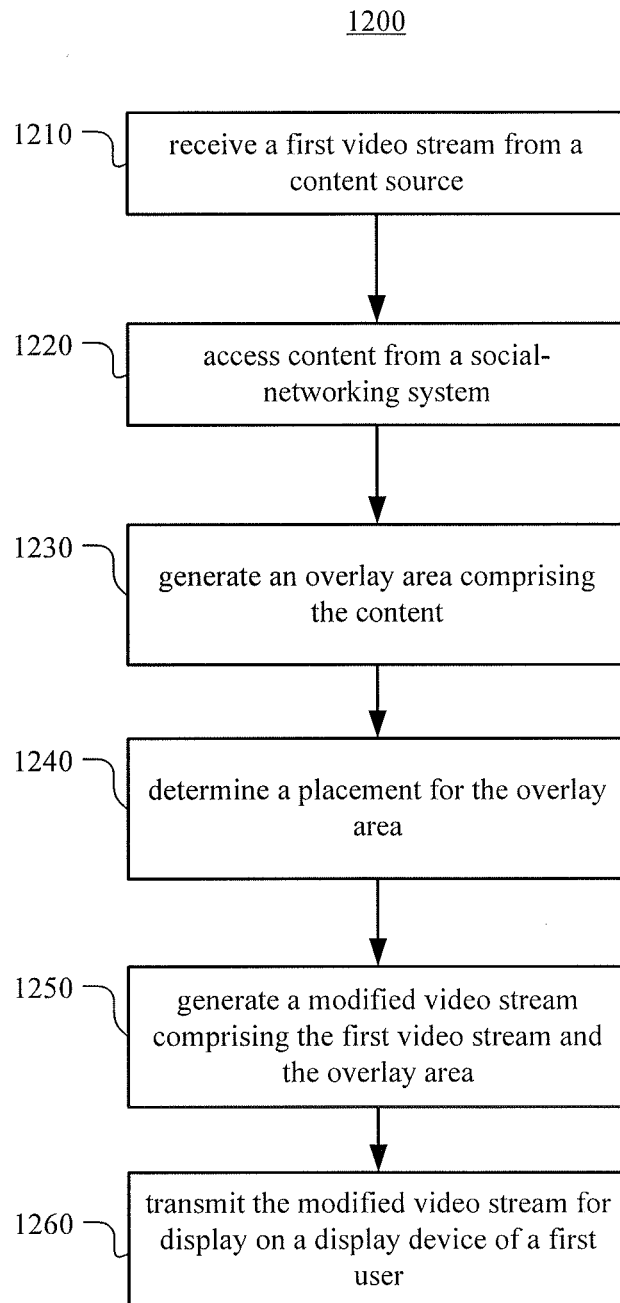 1200
1210
receive a first video stream from a
content source
1220
access content from a social-
networking system
1230
generate an overlay area comprising
the content
1240
determine a placement for the overlay
area
1250
generate a modified video stream
comprising the first video stream and
the overlay area
1260
transmit the modified video stream for
display on a display device of a first
user